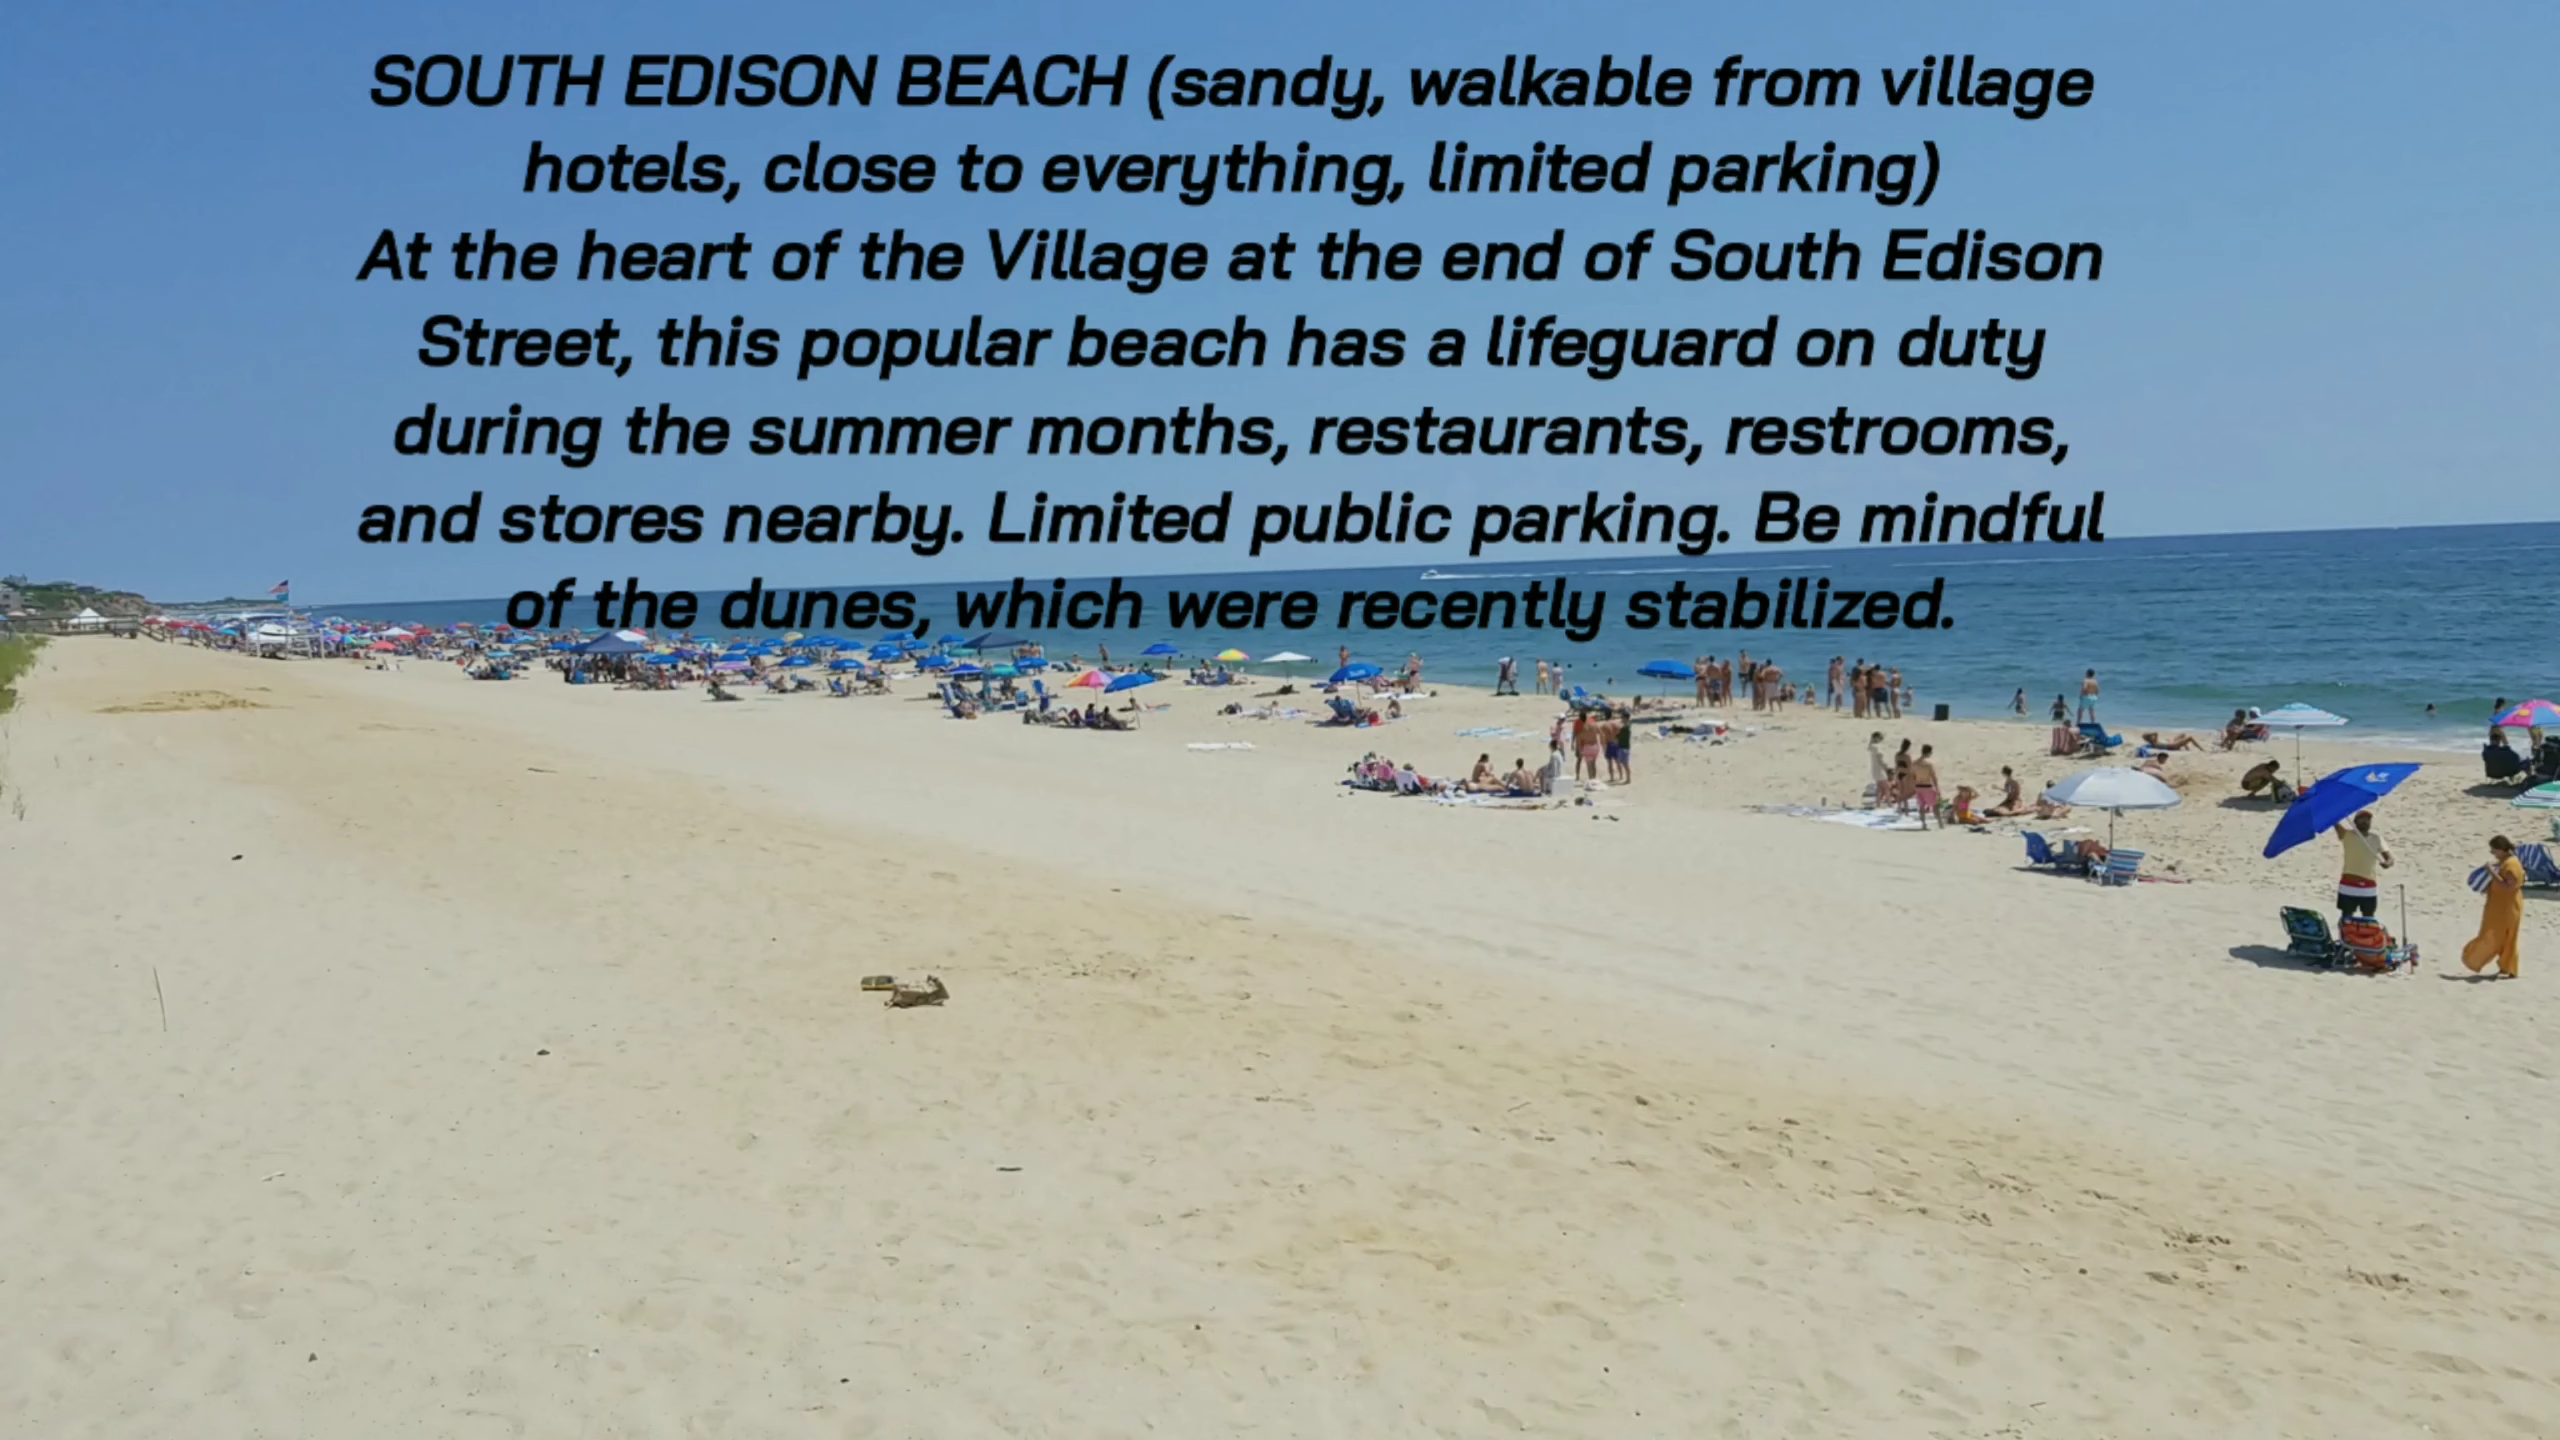 SOUTH EDISON BEACH (sandy, walkable from village
hotels, close to everything, limited parking)
At the heart of the Village at the end of South Edison
Street, this popular beach has a lifeguard on duty
during the summer months, restaurants, restrooms,
and stores nearby. Limited public parking. Be mindful
of the dunes, which were recently stabilized.